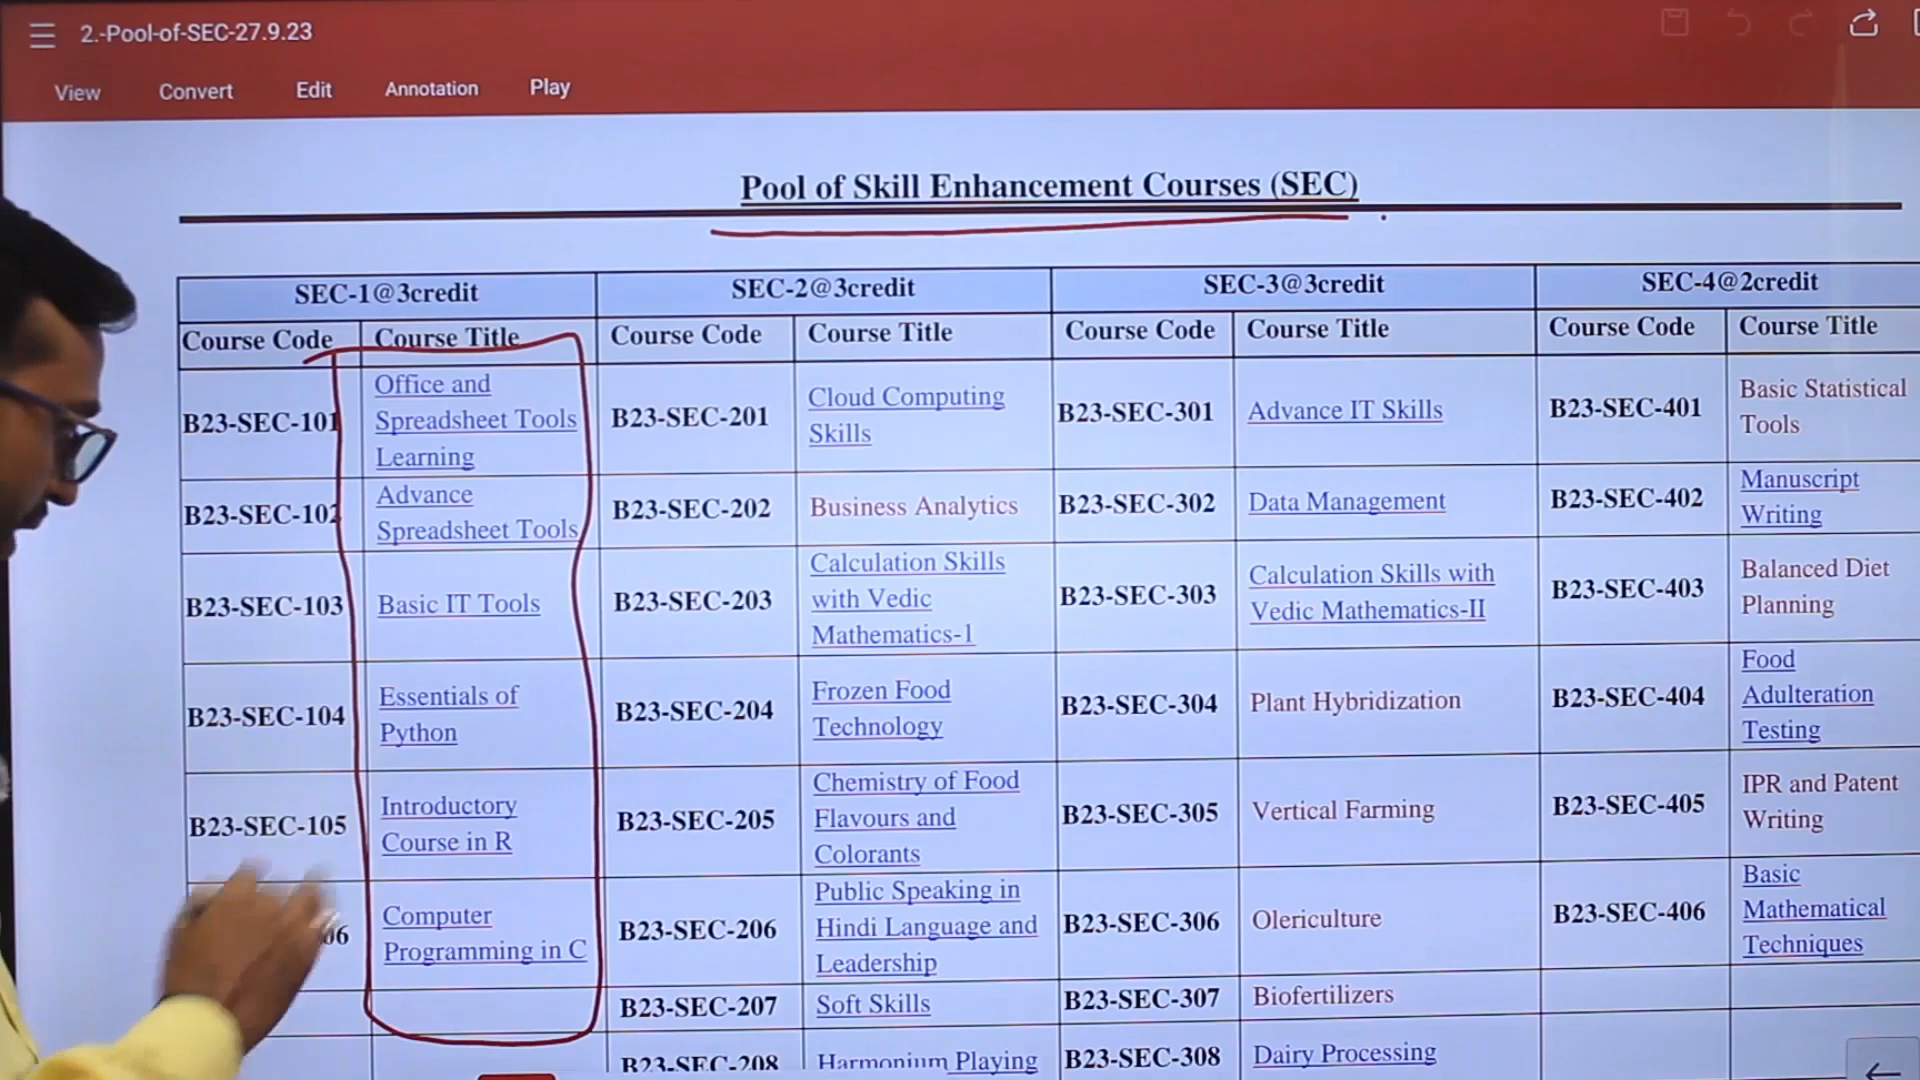 2.-Pool-of-SEC-27.9.23
View Convert Edit Annotation Play
Pool of Skill Enhancement Courses (SEC)
SEC-1@3credit SEC-2@3credit SEC-3@3credit SEC-4@2credit
Course Code Course Title Course Code Course Title Course Code Course Title Course Code Course Title
B23-SEC-101
Office and
Spreadsheet Tools
Learning
B23-SEC-201
Cloud Computing
Skills
B23-SEC-301
Advance IT Skills
B23-SEC-401
Basic Statistical
Tools
B23-SEC-102
Advance
Spreadsheet Tools
B23-SEC-202
Business Analytics
B23-SEC-302
Data Management
B23-SEC-402
Manuscript
Writing
B23-SEC-103
Basic IT Tools
B23-SEC-203
Calculation Skills
with Vedic
Mathematics-1
B23-SEC-303
Calculation Skills with
Vedic Mathematics-II
B23-SEC-403
Balanced Diet
Planning
B23-SEC-104
Essentials of
Python
B23-SEC-204
Frozen Food
Technology
B23-SEC-304
Plant Hybridization
B23-SEC-404
Food
Adulteration
Testing
B23-SEC-105
Introductory
Course in R
B23-SEC-205
Chemistry of Food
Flavours and
Colorants
B23-SEC-305
Vertical Farming
B23-SEC-405
IPR and Patent
Writing
06
Computer
Programming in C
B23-SEC-206
Public Speaking in
Hindi Language and
Leadership
B23-SEC-306
Olericulture
B23-SEC-406
Basic
Mathematical
Techniques
B23-SEC-207
Soft Skills
B23-SEC-307
Biofertilizers
B23-SEC-208
Harmonium Playing
B23-SEC-308
Dairy Processing